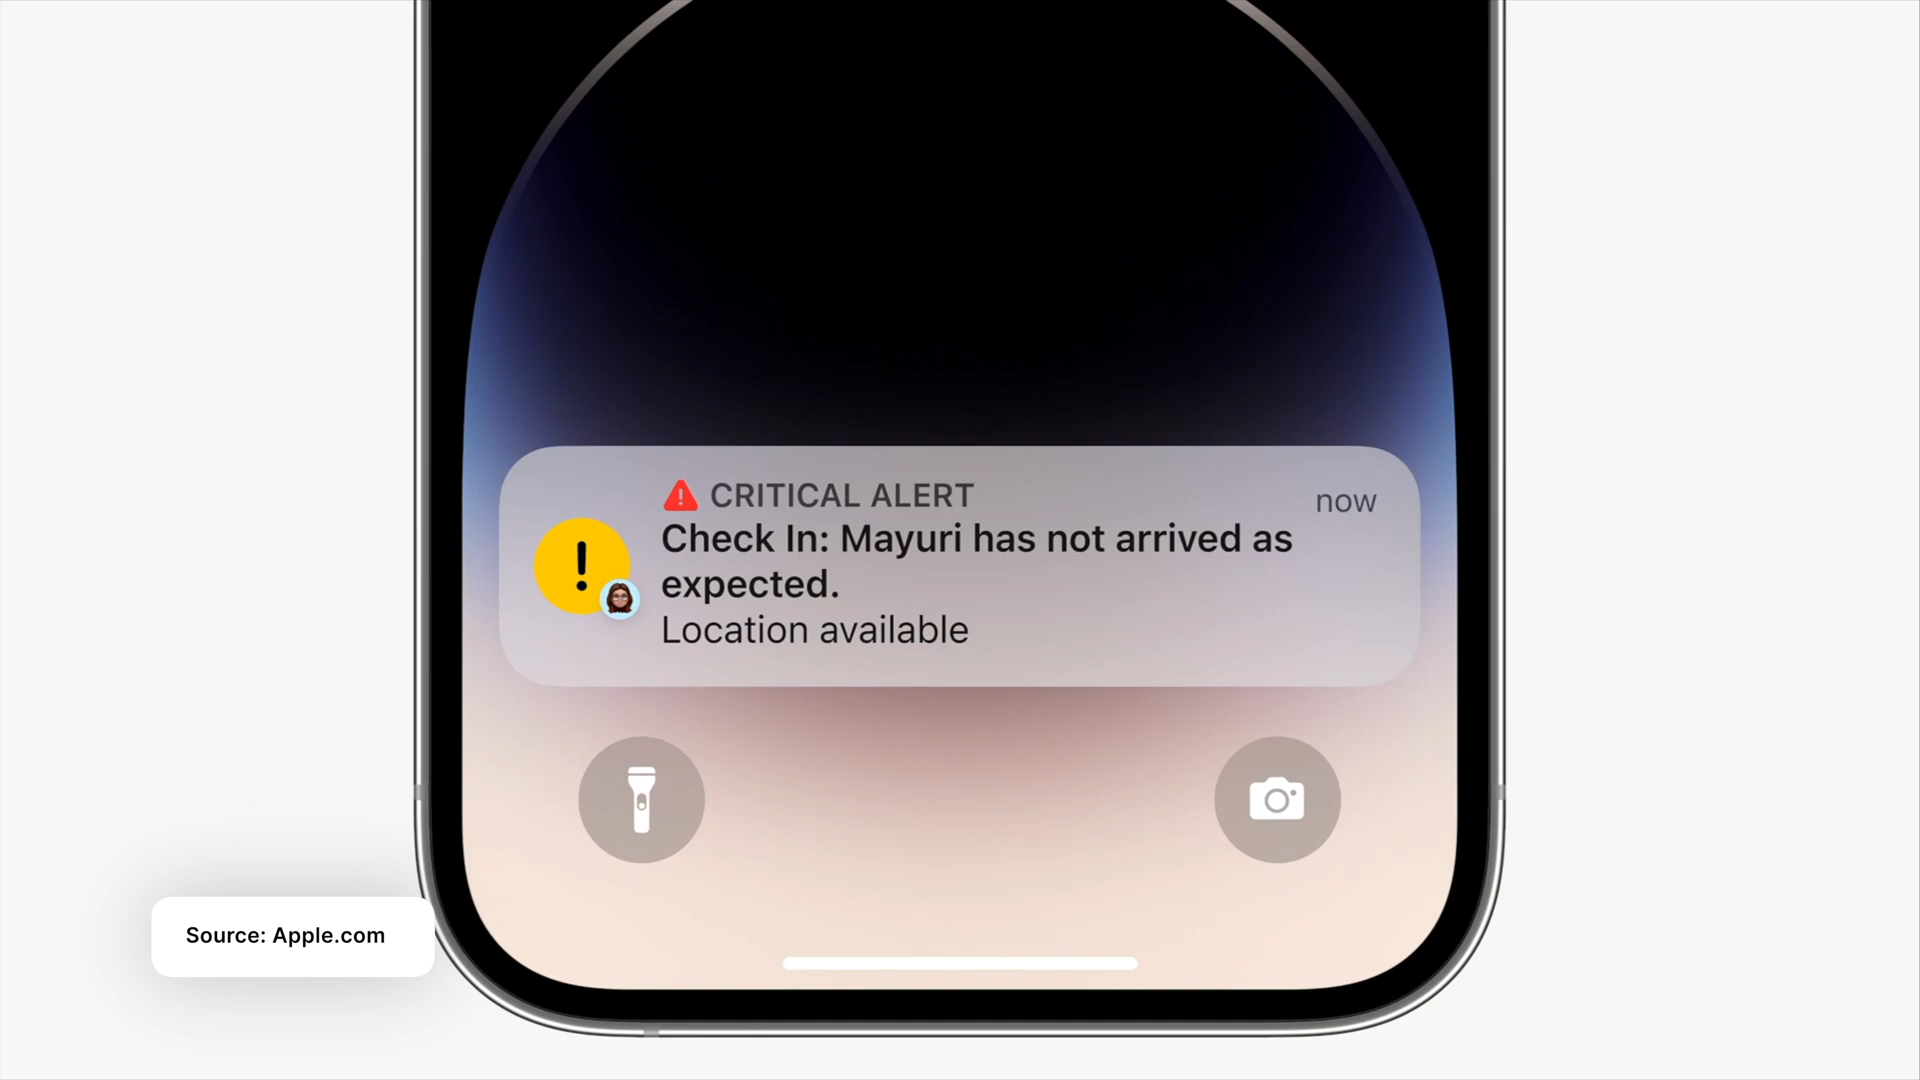 CRITICAL ALERT
now
Check In: Mayuri has not arrived as
expected.
Location available
Source: Apple.com